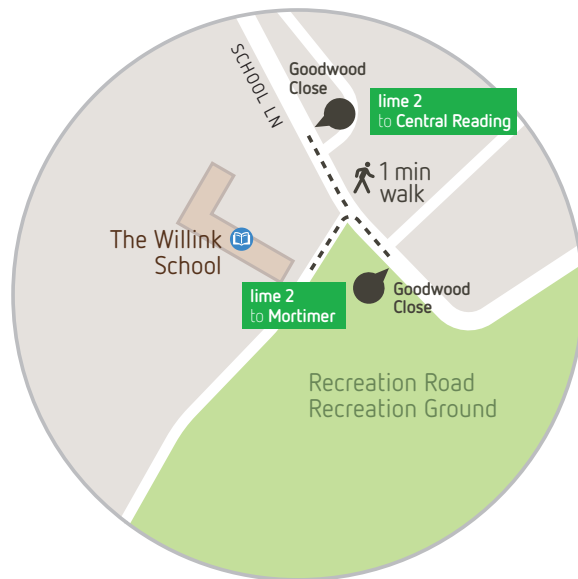 SCHOOL LN
Goodwood
Close
lime 2
to Central Reading
1 min
walk
The Willink
School
lime 2
to Mortimer
Goodwood
Close
Recreation Road
Recreation Ground